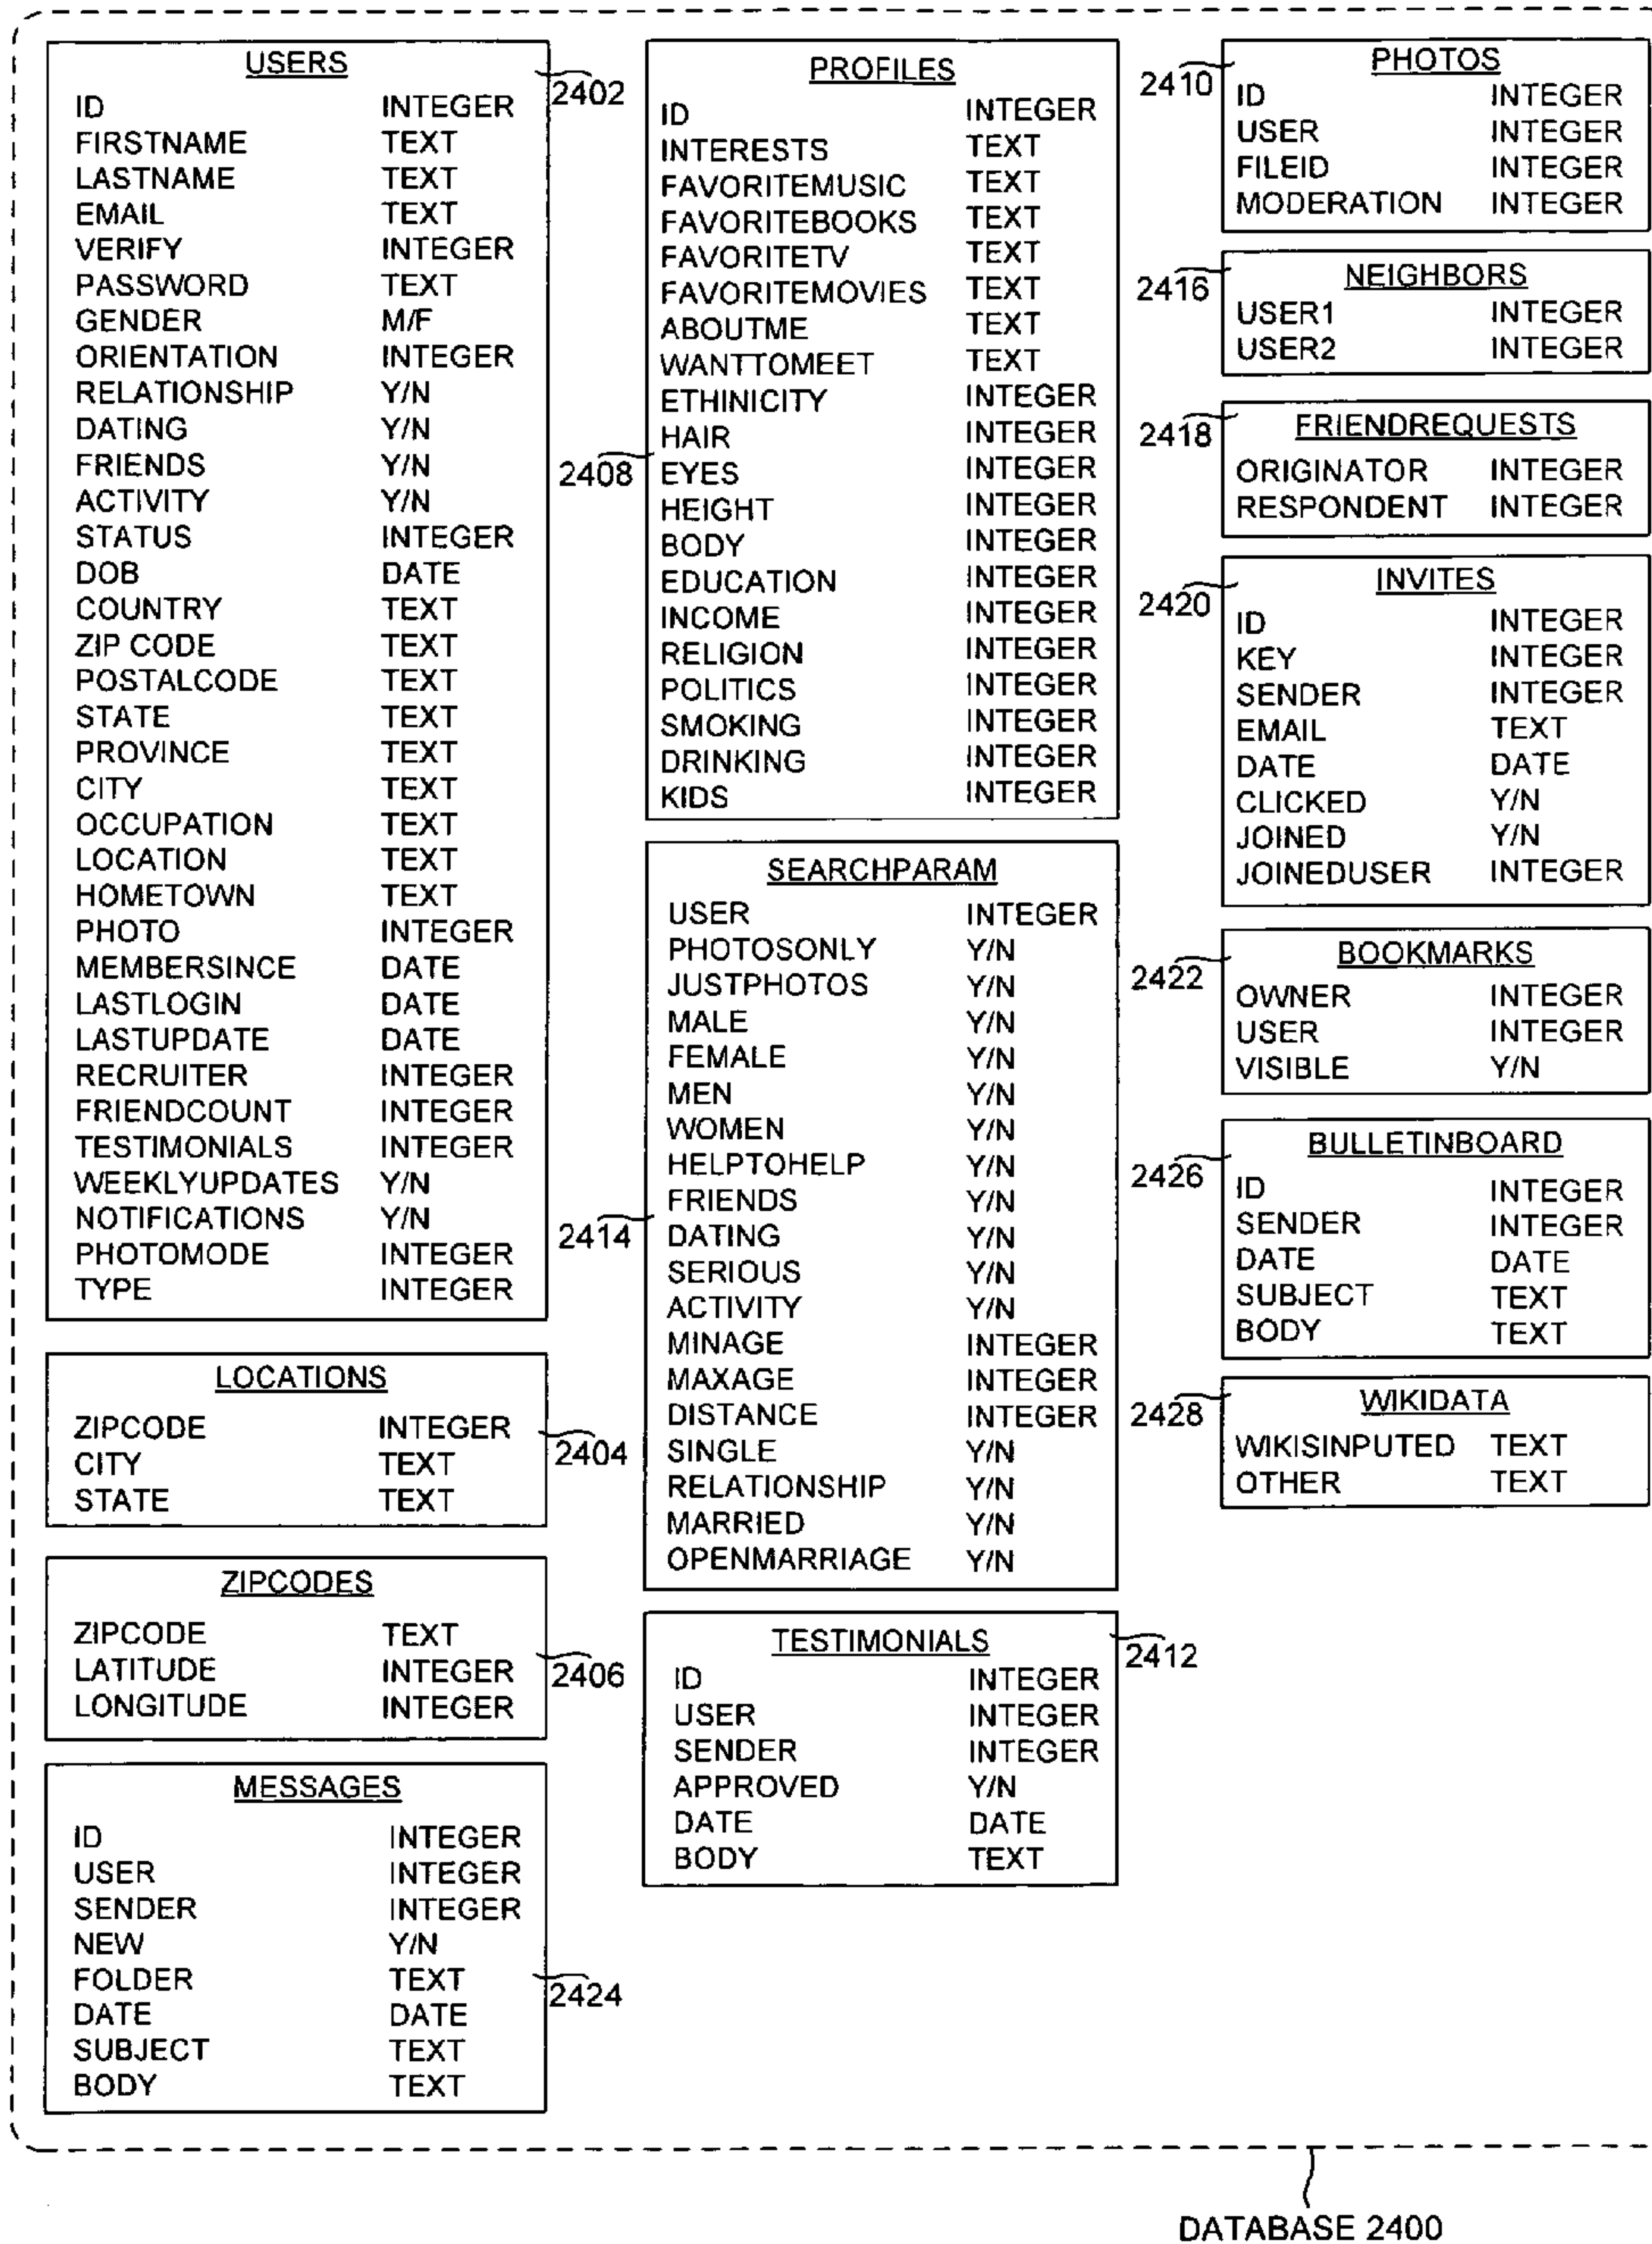 USERS
2402
ID INTEGER
FIRSTNAME TEXT
LASTNAME TEXT
EMAIL TEXT
VERIFY INTEGER
PASSWORD TEXT
GENDER M/F
ORIENTATION INTEGER
RELATIONSHIP Y/N
DATING Y/N
FRIENDS Y/N
ACTIVITY Y/N
STATUS INTEGER
DOB DATE
COUNTRY TEXT
ZIP CODE TEXT
POSTALCODE TEXT
STATE TEXT
PROVINCE TEXT
CITY TEXT
OCCUPATION TEXT
LOCATION TEXT
HOMETOWN TEXT
PHOTO INTEGER
MEMBERSINCE DATE
LASTLOGIN DATE
LASTUPDATE DATE
RECRUITER INTEGER
FRIENDCOUNT INTEGER
TESTIMONIALS INTEGER
WEEKLYUPDATES Y/N
NOTIFICATIONS Y/N
PHOTOMODE INTEGER
TYPE INTEGER
LOCATIONS
ZIPCODE INTEGER
2404
CITY TEXT
STATE TEXT
ZIPCODES
ZIPCODE TEXT
LATITUDE INTEGER
2406
LONGITUDE INTEGER
MESSAGES
ID INTEGER
USER INTEGER
SENDER INTEGER
NEW Y/N
FOLDER TEXT
2424
DATE DATE
SUBJECT TEXT
BODY TEXT
PROFILES
ID INTEGER
INTERESTS TEXT
FAVORITEMUSIC TEXT
FAVORITEBOOKS TEXT
FAVORITETV TEXT
FAVORITEMOVIES TEXT
ABOUTME TEXT
WANTTOMEET TEXT
ETHINICITY INTEGER
HAIR INTEGER
2408
EYES INTEGER
HEIGHT INTEGER
BODY INTEGER
EDUCATION INTEGER
INCOME INTEGER
RELIGION INTEGER
POLITICS INTEGER
SMOKING INTEGER
DRINKING INTEGER
KIDS INTEGER
SEARCHPARAM
USER INTEGER
PHOTOSONLY Y/N
JUSTPHOTOS Y/N
MALE Y/N
FEMALE Y/N
MEN Y/N
WOMEN Y/N
HELPTOHELP Y/N
FRIENDS Y/N
2414
DATING Y/N
SERIOUS Y/N
ACTIVITY Y/N
MINAGE INTEGER
MAXAGE INTEGER
DISTANCE INTEGER
SINGLE Y/N
RELATIONSHIP Y/N
MARRIED Y/N
OPENMARRIAGE Y/N
TESTIMONIALS
2412
ID INTEGER
USER INTEGER
SENDER INTEGER
APPROVED Y/N
DATE DATE
BODY TEXT
PHOTOS
2410
ID INTEGER
USER INTEGER
FILEID INTEGER
MODERATION INTEGER
NEIGHBORS
2416
USER1 INTEGER
USER2 INTEGER
FRIENDREQUESTS
2418
ORIGINATOR INTEGER
RESPONDENT INTEGER
INVITES
2420
ID INTEGER
KEY INTEGER
SENDER INTEGER
EMAIL TEXT
DATE DATE
CLICKED Y/N
JOINED Y/N
JOINEDUSER INTEGER
BOOKMARKS
2422
OWNER INTEGER
USER INTEGER
VISIBLE Y/N
BULLETINBOARD
2426
ID INTEGER
SENDER INTEGER
DATE DATE
SUBJECT TEXT
BODY TEXT
WIKIDATA
2428
WIKISINPUTED TEXT
OTHER TEXT
DATABASE 2400